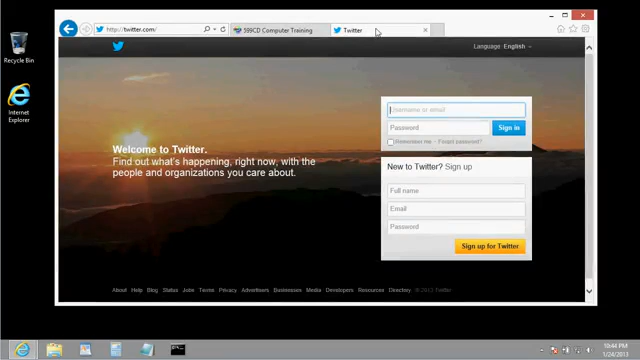 http://twitter.com/
599CD Computer Training
Twitter
Recycle Bin
Internet
Explorer
Language: English
Username or email
Password
Sign in
Remember me · Forgot password?
Welcome to Twitter.
Find out what's happening, right now, with the
people and organizations you care about.
New to Twitter? Sign up
Full name
Email
Password
Sign up for Twitter
About Help Blog Status Jobs Terms Privacy Advertisers Businesses Media Developers Resources Directory © 2013 Twitter
10:44 PM
1/24/2013